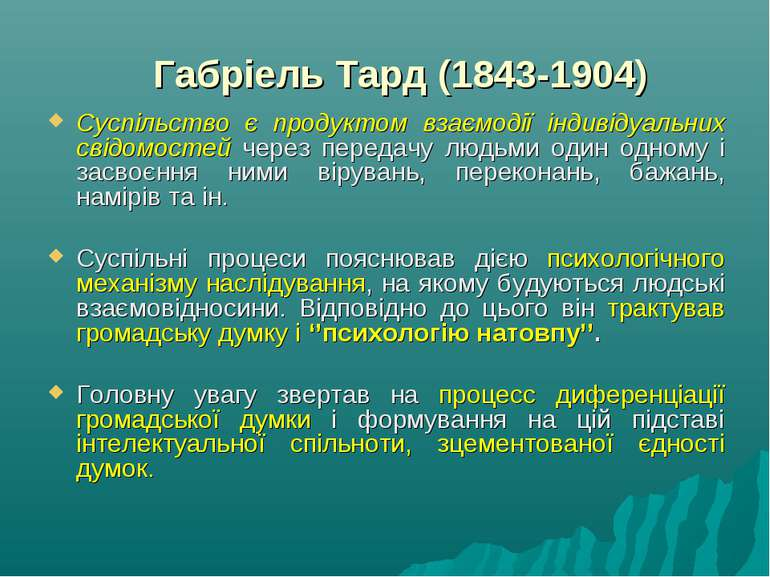 Габріель Тард (1843-1904)
Суспільство є продуктом взаємодії індивідуальних
свідомостей через передачу людьми один одному і
засвоєння ними вірувань, переконань, бажань,
намірів та ін.
Суспільні процеси пояснював дією психологічного
механізму наслідування, на якому будуються людські
взаємовідносини. Відповідно до цього він трактував
громадську думку і ‘’психологію натовпу’’.
Головну увагу звертав на процесс диференціації
громадської думки і формування на цій підставі
інтелектуальної спільноти, зцементованої єдності
думок.